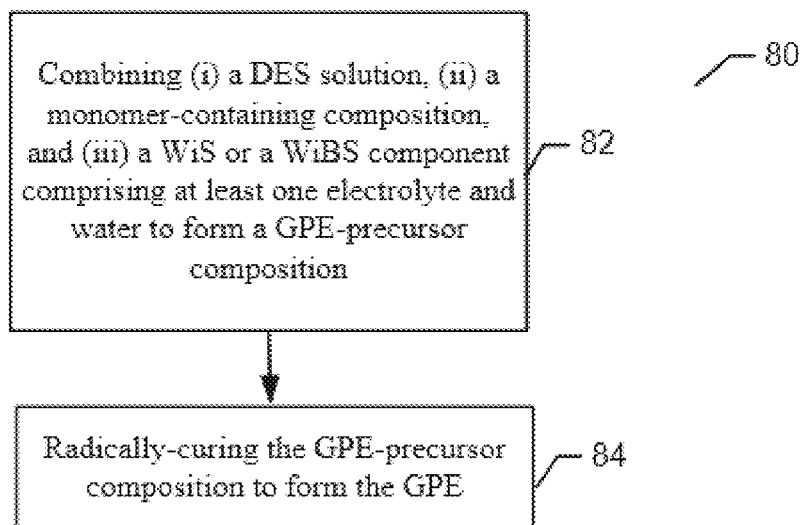 80
Combining (i) a DES solution, (ii) a
monomer-containing composition,
and (iii) a WiS or a WiBS component
comprising at least one electrolyte and
water to form a GPE-precursor
composition
82
Radically-curing the GPE-precursor
composition to form the GPE
84